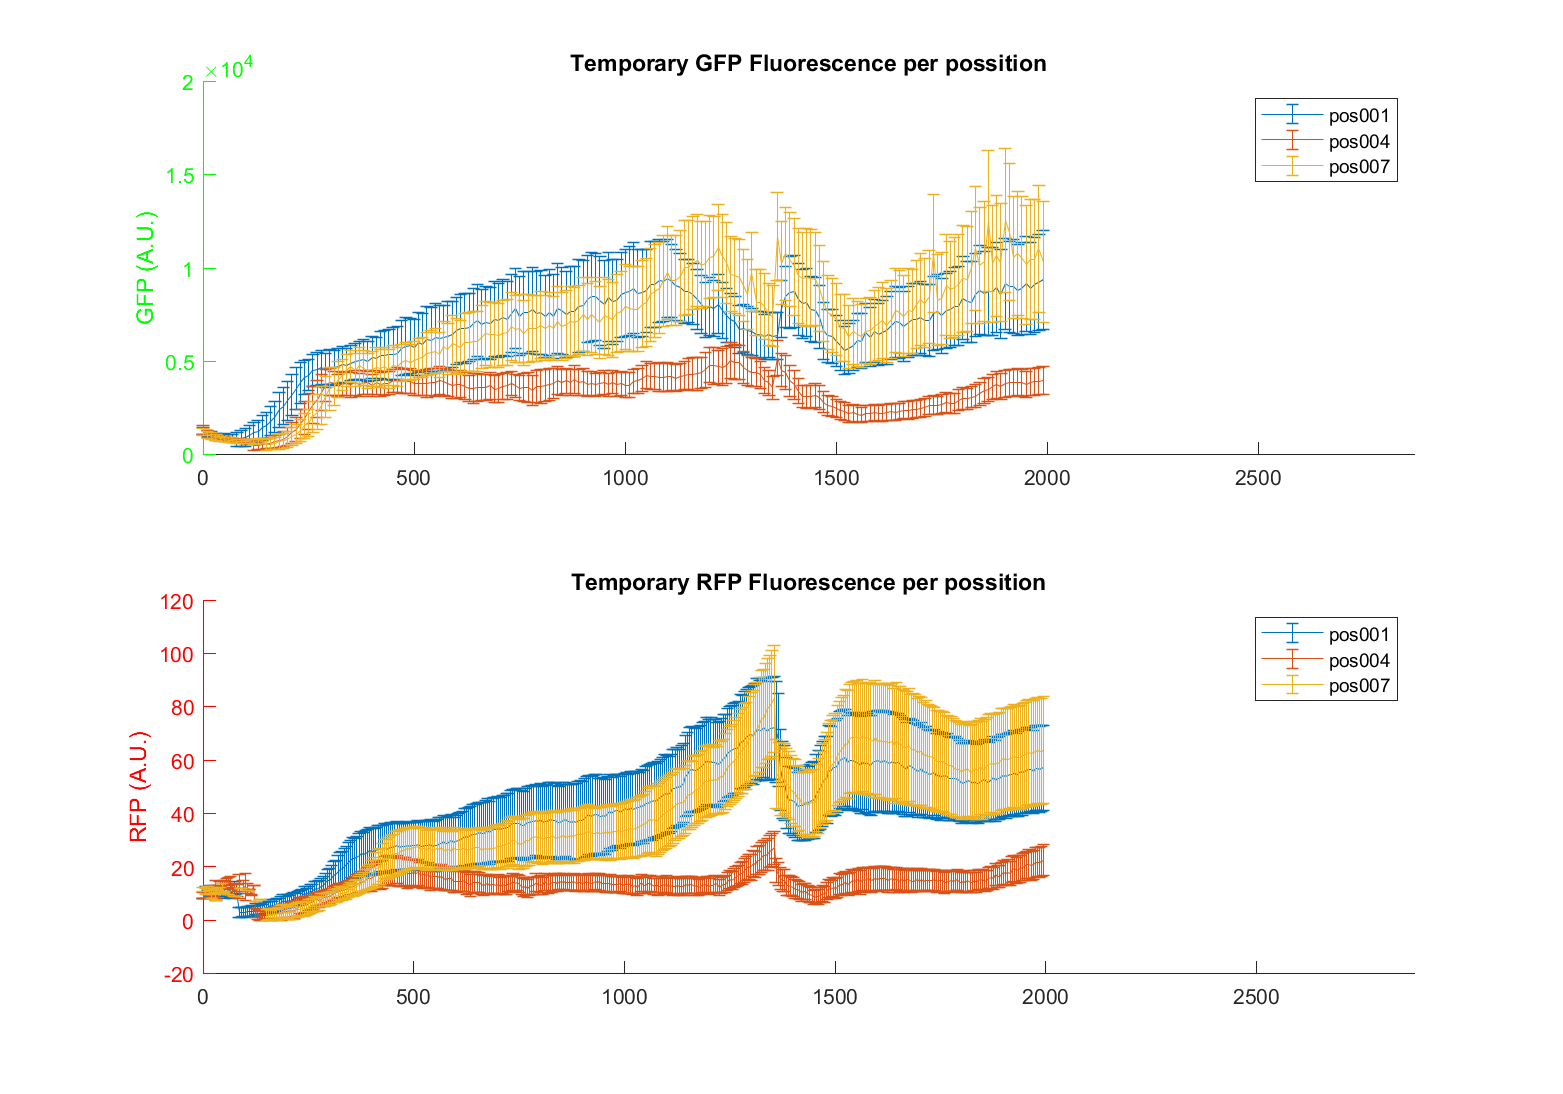 Temporary GFP Fluorescence per possition
×10^4
2
1.5
1
0.5
0
GFP (A.U.)
0 500 1000 1500 2000 2500
pos001
pos004
pos007
Temporary RFP Fluorescence per possition
120
100
80
60
40
20
0
-20
RFP (A.U.)
0 500 1000 1500 2000 2500
pos001
pos004
pos007